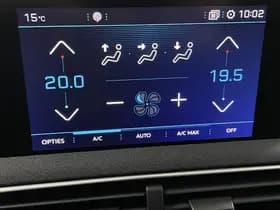 15°C 10:02
20.0 19.5
OPTIES A/C AUTO A/C MAX OFF